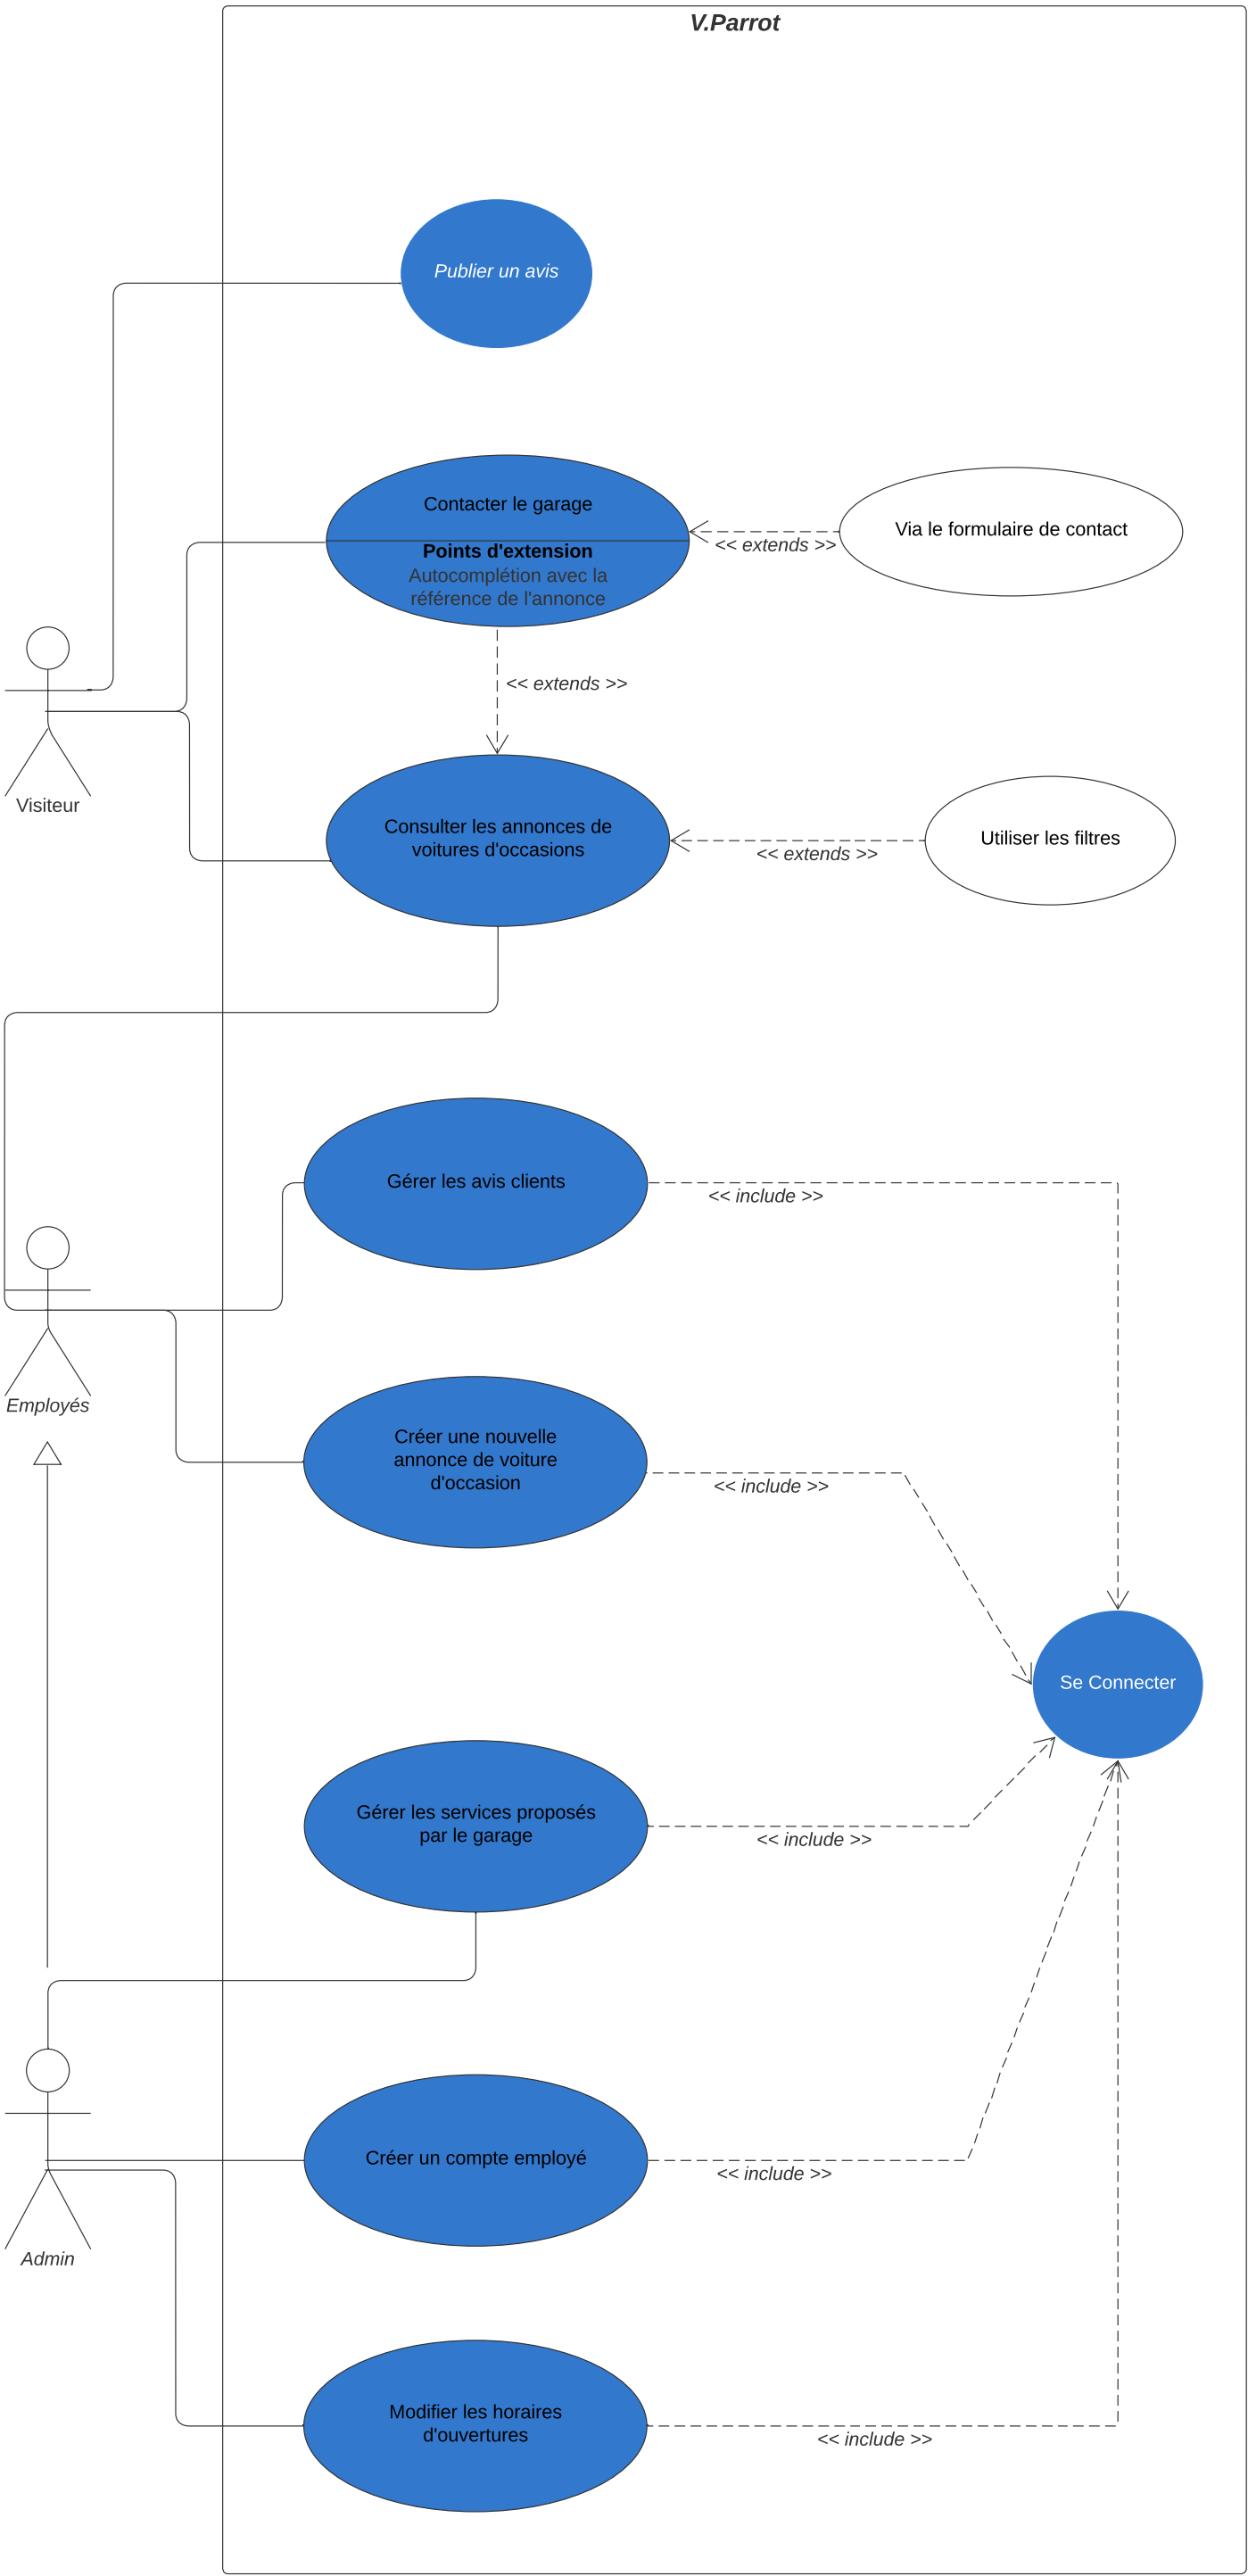 V.Parrot
Publier un avis
Contacter le garage
Points d'extension
Autocomplétion avec la
référence de l'annonce
<< extends >>
Via le formulaire de contact
<< extends >>
Visiteur
Consulter les annonces de
voitures d'occasions
<< extends >>
Utiliser les filtres
Gérer les avis clients
<< include >>
Employés
Créer une nouvelle
annonce de voiture
d'occasion
<< include >>
Se Connecter
Gérer les services proposés
par le garage
<< include >>
Créer un compte employé
<< include >>
Admin
Modifier les horaires
d'ouvertures
<< include >>